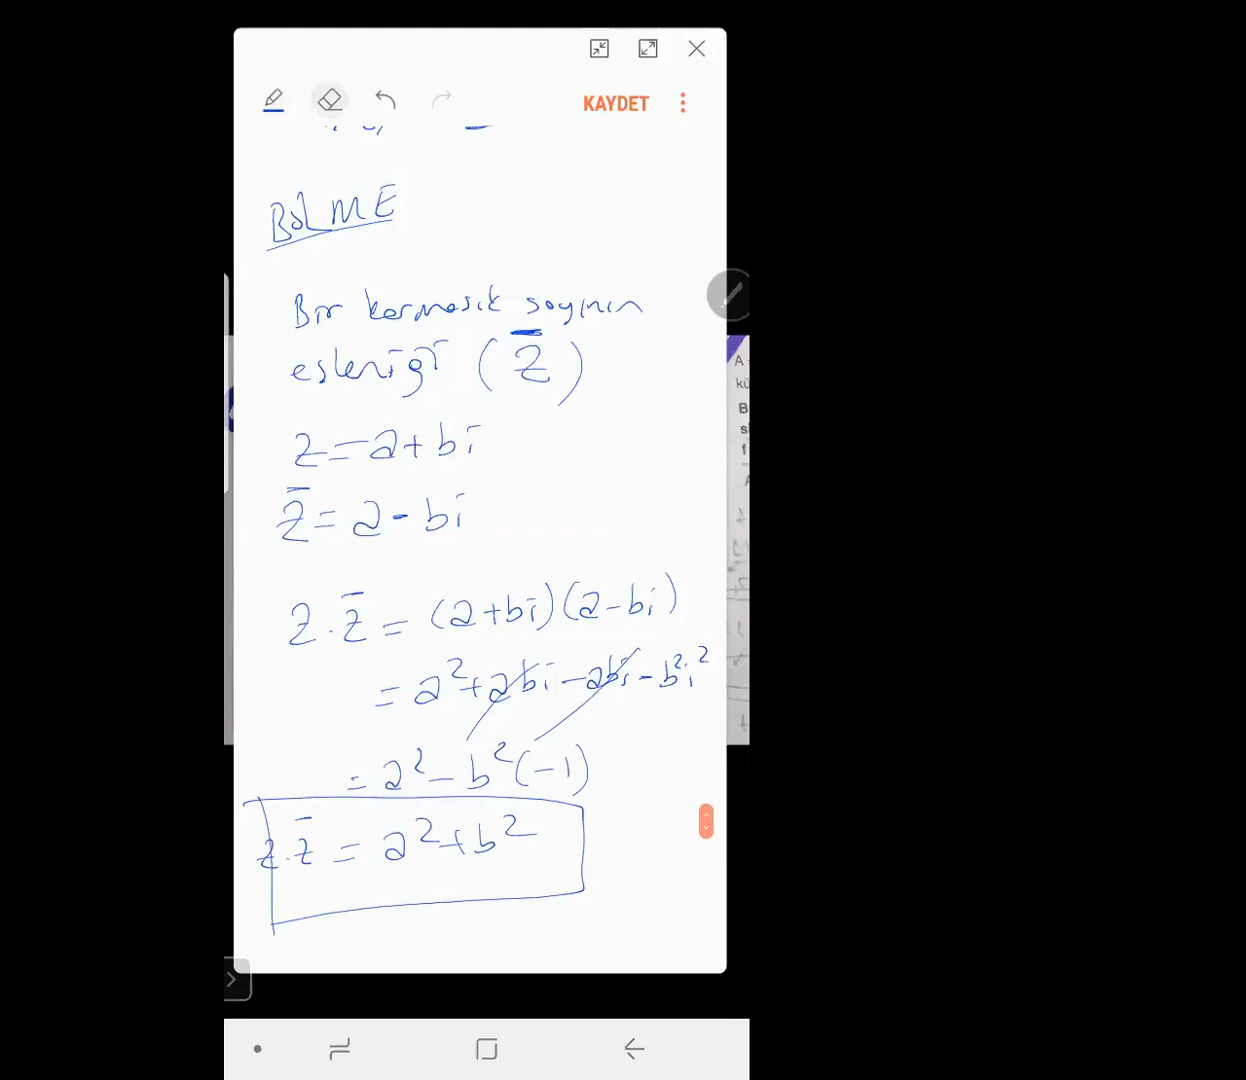 KAYDET
BÖLME
Bir karmaşık sayının
eşleniği ( z̅ )
z = a + bi
z̅ = a - bi
z . z̅ = (a + bi)(a - bi)
= a² + abi - abi - b²i²
= a² - b²(-1)
z . z̅ = a² + b²
A
kü
B